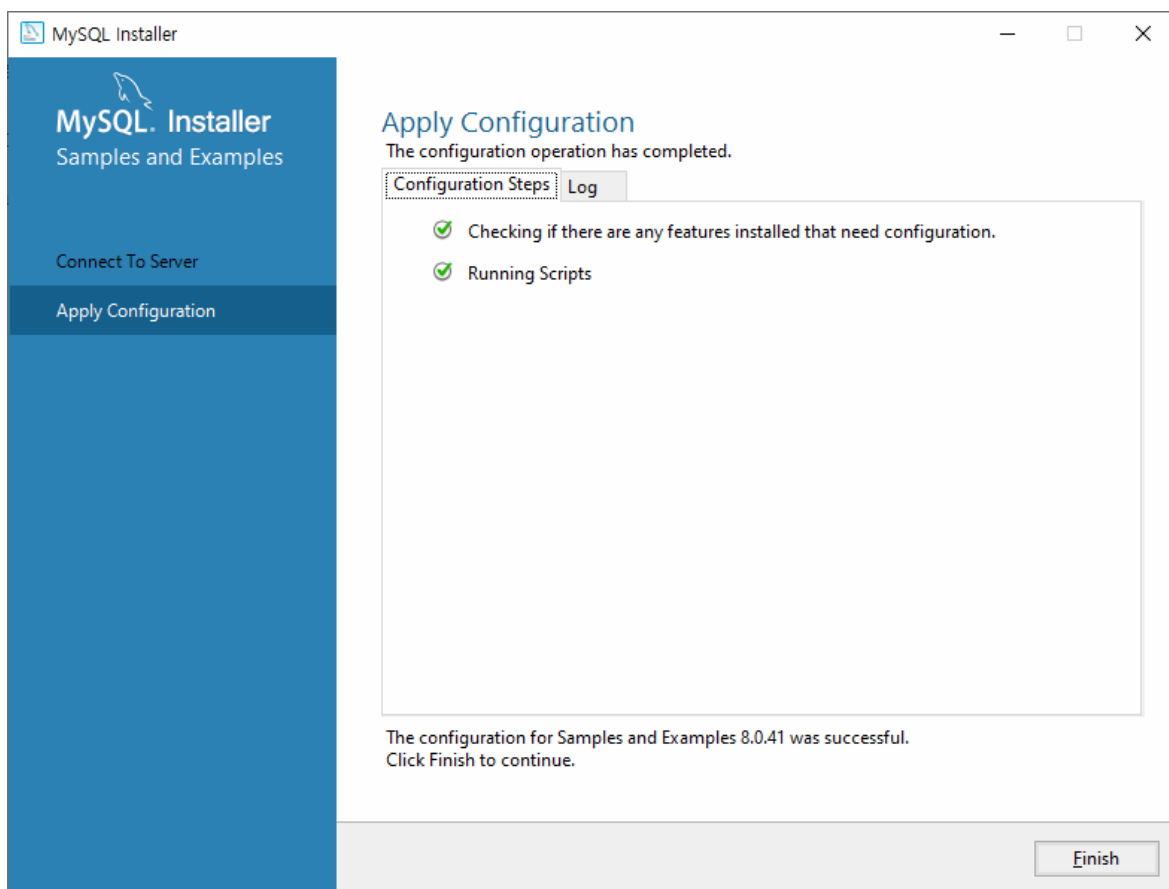 MySQL Installer
MySQL. Installer
Samples and Examples
Connect To Server
Apply Configuration
Apply Configuration
The configuration operation has completed.
Configuration Steps
Log
Checking if there are any features installed that need configuration.
Running Scripts
The configuration for Samples and Examples 8.0.41 was successful.
Click Finish to continue.
Finish